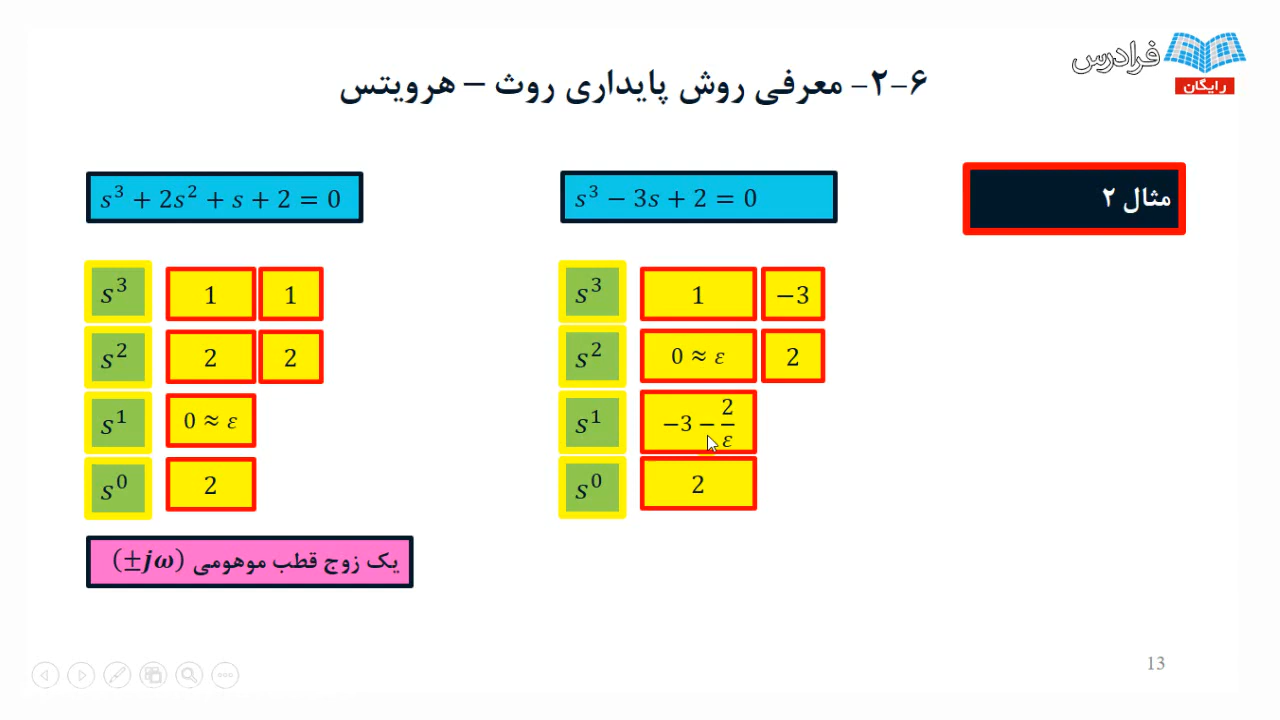 فرادرس
رایگان
۲-۶- معرفی روش پایداری روث – هرویتس
مثال ۲
s³ − 3s + 2 = 0
s³ 1 −3
s² 0 ≈ ε 2
s¹ −3 − 2/ε
s⁰ 2
s³ + 2s² + s + 2 = 0
s³ 1 1
s² 2 2
s¹ 0 ≈ ε
s⁰ 2
یک زوج قطب موهومی (±jω)
13